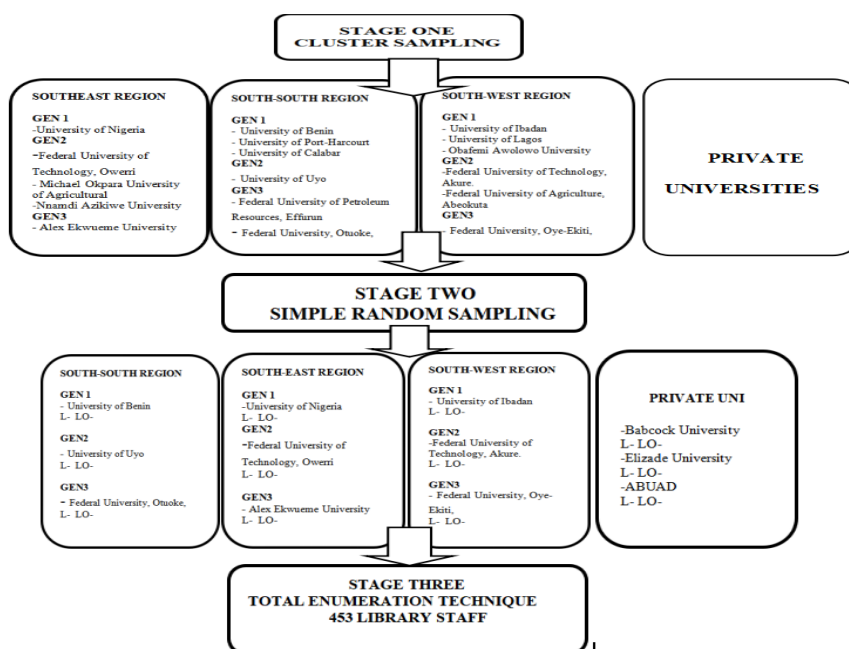 STAGE ONE
CLUSTER SAMPLING
SOUTHEAST REGION
GEN 1
-University of Nigeria
GEN2
-Federal University of
Technology, Owerri
- Michael Okpara University
of Agricultural
-Nnamdi Azikiwe University
GEN3
- Alex Ekwueme University
SOUTH-SOUTH REGION
GEN 1
- University of Benin
- University of Port-Harcourt
- University of Calabar
GEN2
- University of Uyo
GEN3
- Federal University of Petroleum
Resources, Effurun
- Federal University, Otuoke,
SOUTH-WEST REGION
GEN 1
- University of Ibadan
- University of Lagos
- Obafemi Awolowo University
GEN2
-Federal University of Technology,
Akure.
-Federal University of Agriculture,
Abeokuta
GEN3
- Federal University, Oye-Ekiti,
PRIVATE
UNIVERSITIES
STAGE TWO
SIMPLE RANDOM SAMPLING
SOUTH-SOUTH REGION
GEN 1
- University of Benin
L- LO-
GEN2
- University of Uyo
L- LO-
GEN3
- Federal University, Otuoke,
L- LO-
SOUTH-EAST REGION
GEN 1
-University of Nigeria
L- LO-
GEN2
-Federal University of
Technology, Owerri
L- LO-
GEN3
- Alex Ekwueme University
L- LO-
SOUTH-WEST REGION
GEN 1
- University of Ibadan
L- LO-
GEN2
-Federal University of
Technology, Akure.
L- LO-
GEN3
- Federal University, Oye-
Ekiti,
L- LO-
PRIVATE UNI
-Babcock University
L- LO-
-Elizade University
L- LO-
-ABUAD
L- LO-
STAGE THREE
TOTAL ENUMERATION TECHNIQUE
453 LIBRARY STAFF